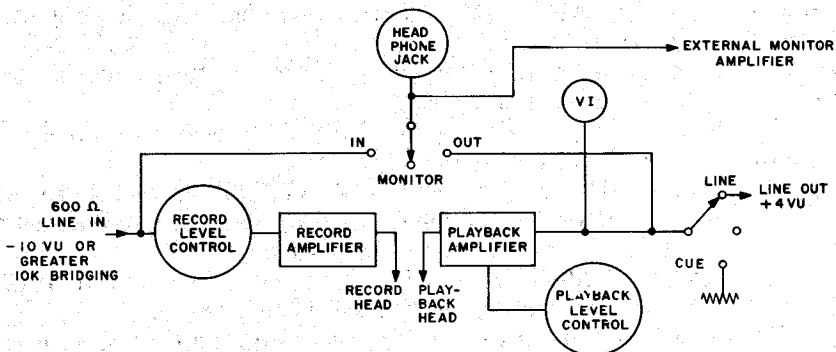 HEAD
PHONE
JACK
EXTERNAL MONITOR
AMPLIFIER
VI
IN
OUT
MONITOR
600 Ω
LINE IN
-10 VU OR
GREATER
10K BRIDGING
RECORD
LEVEL
CONTROL
RECORD
AMPLIFIER
RECORD
HEAD
PLAYBACK
AMPLIFIER
PLAY-
BACK
HEAD
PLAYBACK
LEVEL
CONTROL
LINE
LINE OUT
+4 VU
CUE